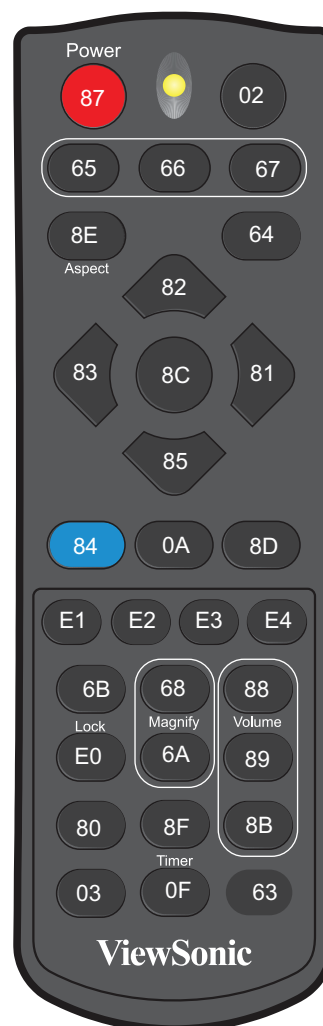 Power
87 02
65 66 67
8E 64
Aspect
82
83 8C 81
85
84 0A 8D
E1 E2 E3 E4
6B 68 88
Lock Magnify Volume
E0 6A 89
80 8F 8B
Timer
03 0F 63
ViewSonic